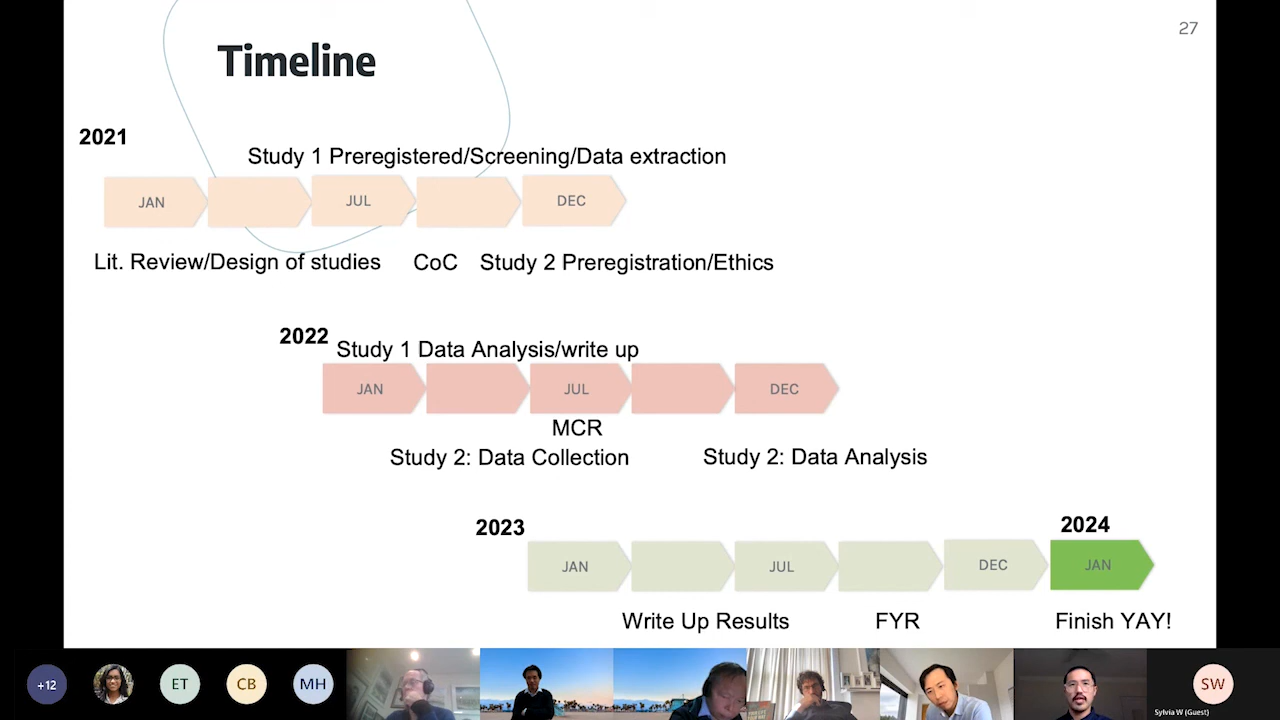 27
Timeline
2021
Study 1 Preregistered/Screening/Data extraction
JAN JUL DEC
Lit. Review/Design of studies CoC Study 2 Preregistration/Ethics
2022
Study 1 Data Analysis/write up
JAN JUL DEC
MCR
Study 2: Data Collection Study 2: Data Analysis
2023 2024
JAN JUL DEC JAN
Write Up Results FYR Finish YAY!
+12 ET CB MH SW
Sylvia W (Guest)